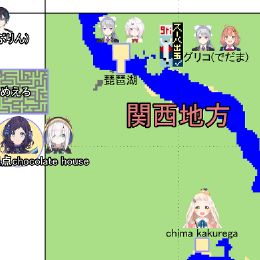 ぷりん)
スーパー出玉
グリコ(でだま)
琵琶湖
めえろ
関西地方
点chocolate house
chima kakurega